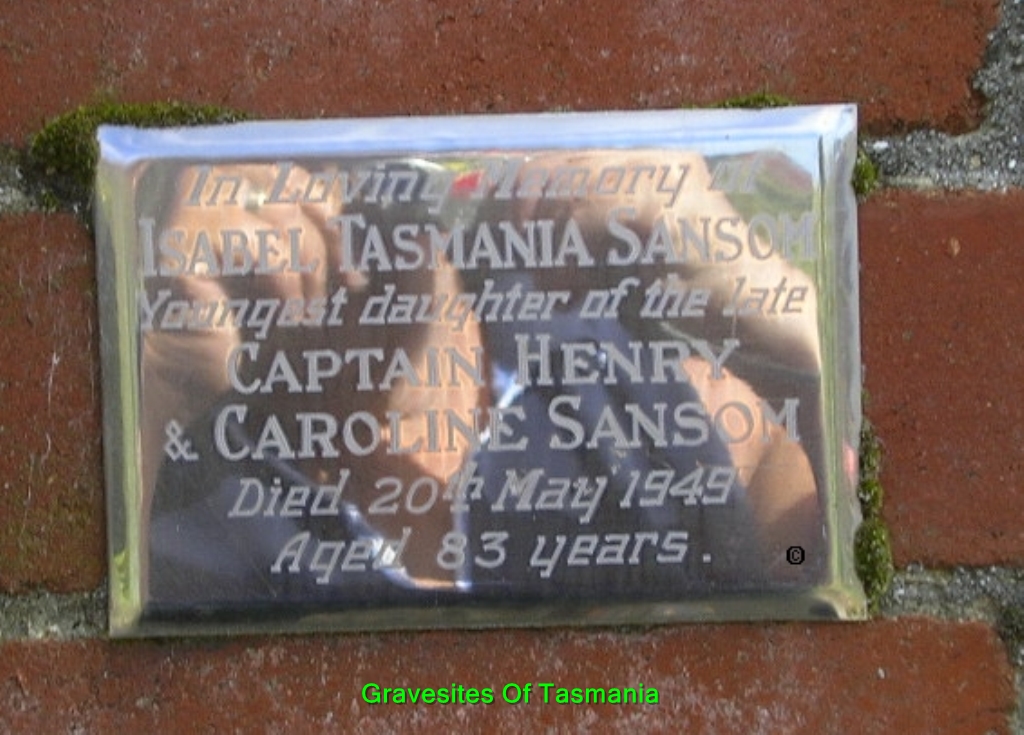 In Loving Memory of
ISABEL TASMANIA SANSOM
Youngest daughter of the late
CAPTAIN HENRY
& CAROLINE SANSOM
Died 20th May 1949
Aged 83 years.
©
Gravesites Of Tasmania